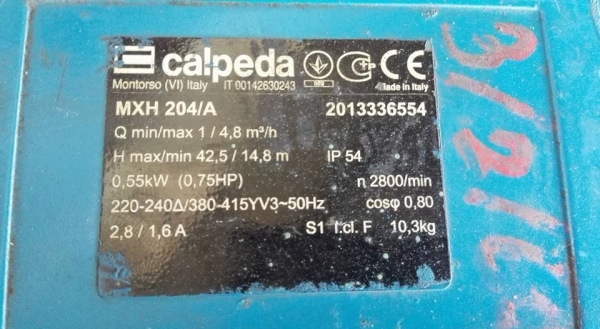 calpeda
Montorso (VI) Italy IT 00142630243
Made in Italy
MXH 204/A 2013336554
Q min/max 1 / 4,8 m³/h
H max/min 42,5 / 14,8 m IP 54
0,55kW (0,75HP) n 2800/min
220-240Δ/380-415YV3~50Hz cosφ 0,80
2,8 / 1,6 A S1 I.cl. F 10,3kg